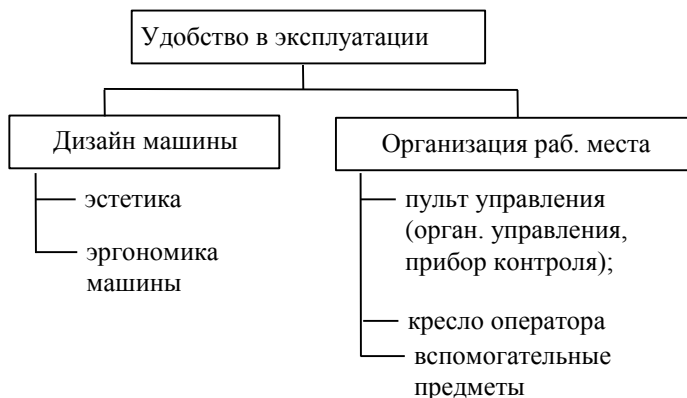 Удобство в эксплуатации
Дизайн машины
эстетика
эргономика
машины
Организация раб. места
пульт управления
(орган. управления,
прибор контроля);
кресло оператора
вспомогательные
предметы